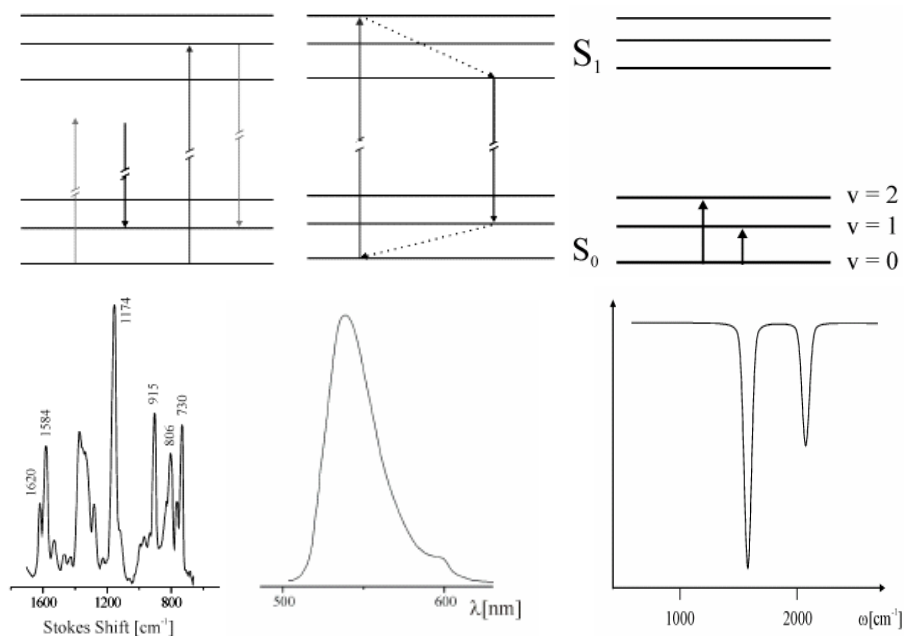 S1
v = 2
v = 1
S0
v = 0
1174
1620
1584
915
806
730
1600
1200
800
Stokes Shift [cm⁻¹]
500
600
λ[nm]
1000
2000
ω[cm⁻¹]